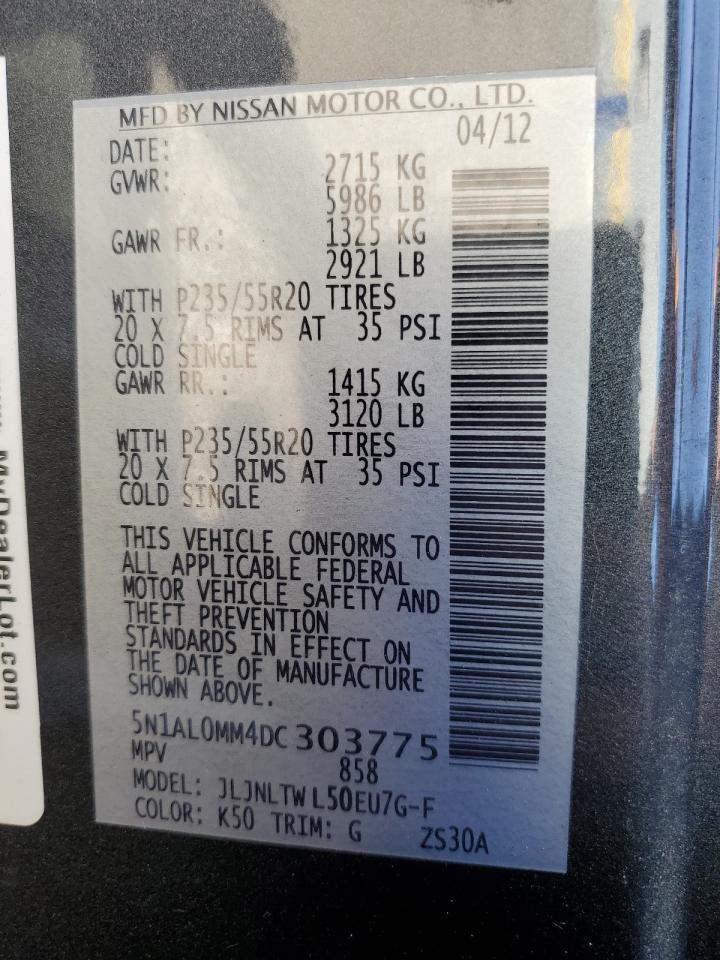 MFD BY NISSAN MOTOR CO., LTD.
DATE: 04/12
GVWR: 2715 KG
5986 LB
GAWR FR.: 1325 KG
2921 LB
WITH P235/55R20 TIRES
20 X 7.5 RIMS AT 35 PSI
COLD SINGLE
GAWR RR.: 1415 KG
3120 LB
WITH P235/55R20 TIRES
20 X 7.5 RIMS AT 35 PSI
COLD SINGLE
THIS VEHICLE CONFORMS TO
ALL APPLICABLE FEDERAL
MOTOR VEHICLE SAFETY AND
THEFT PREVENTION
STANDARDS IN EFFECT ON
THE DATE OF MANUFACTURE
SHOWN ABOVE.
5N1AL0MM4DC303775
MPV 858
MODEL: JLJNLTWL50EU7G-F
COLOR: K50 TRIM: G ZS30A
MyDealerLot.com